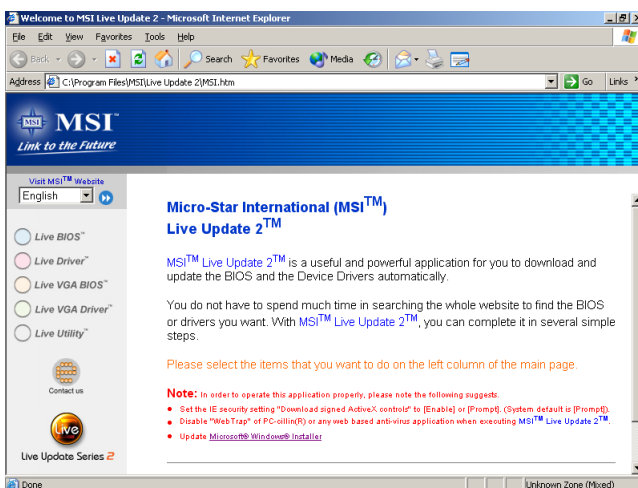 Welcome to MSI Live Update 2 - Microsoft Internet Explorer
File Edit View Favorites Tools Help
Back Search Favorites Media
Address C:\Program Files\MSI\Live Update 2\MSI.htm Go Links »
MSI
MSI™
Link to the Future
Visit MSI™ Website
English
Live BIOS™
Live Driver™
Live VGA BIOS™
Live VGA Driver™
Live Utility™
Contact us
Live
Live Update Series 2
Micro-Star International (MSI™)
Live Update 2™
MSI™ Live Update 2™ is a useful and powerful application for you to download and
update the BIOS and the Device Drivers automatically.
You do not have to spend much time in searching the whole website to find the BIOS
or drivers you want. With MSI™ Live Update 2™, you can complete it in several simple
steps.
Please select the items that you want to do on the left column of the main page.
Note: In order to operate this application properly, please note the following suggests.
• Set the IE security setting "Download signed ActiveX controls" to [Enable] or [Prompt]. (System default is [Prompt]).
• Disable "WebTrap" of PC-cillin(R) or any web based anti-virus application when executing MSI™ Live Update 2™.
• Update Microsoft® Windows® Installer
Done Unknown Zone (Mixed)